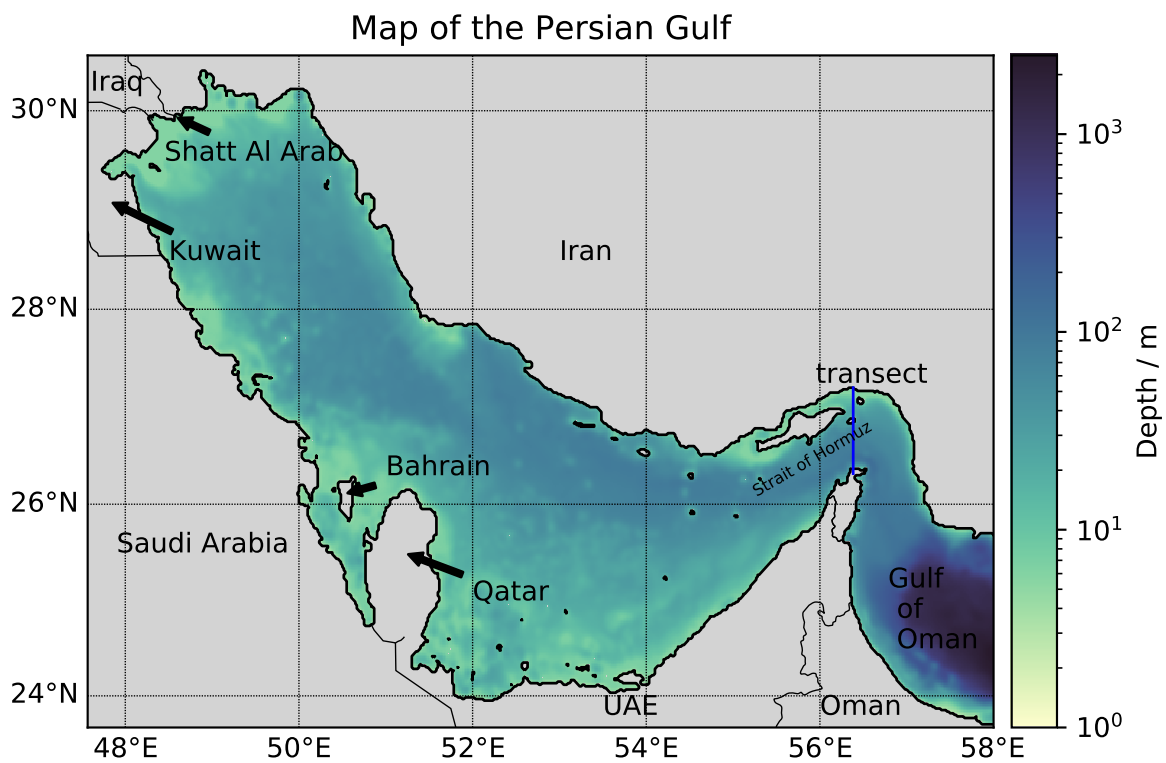 Map of the Persian Gulf
Iraq
30°N
Shatt Al Arab
Kuwait
Iran
28°N
transect
Strait of Hormuz
Bahrain
26°N
Saudi Arabia
Qatar
Gulf
of
Oman
24°N
UAE
Oman
48°E 50°E 52°E 54°E 56°E 58°E
10³
10²
10¹
10⁰
Depth / m